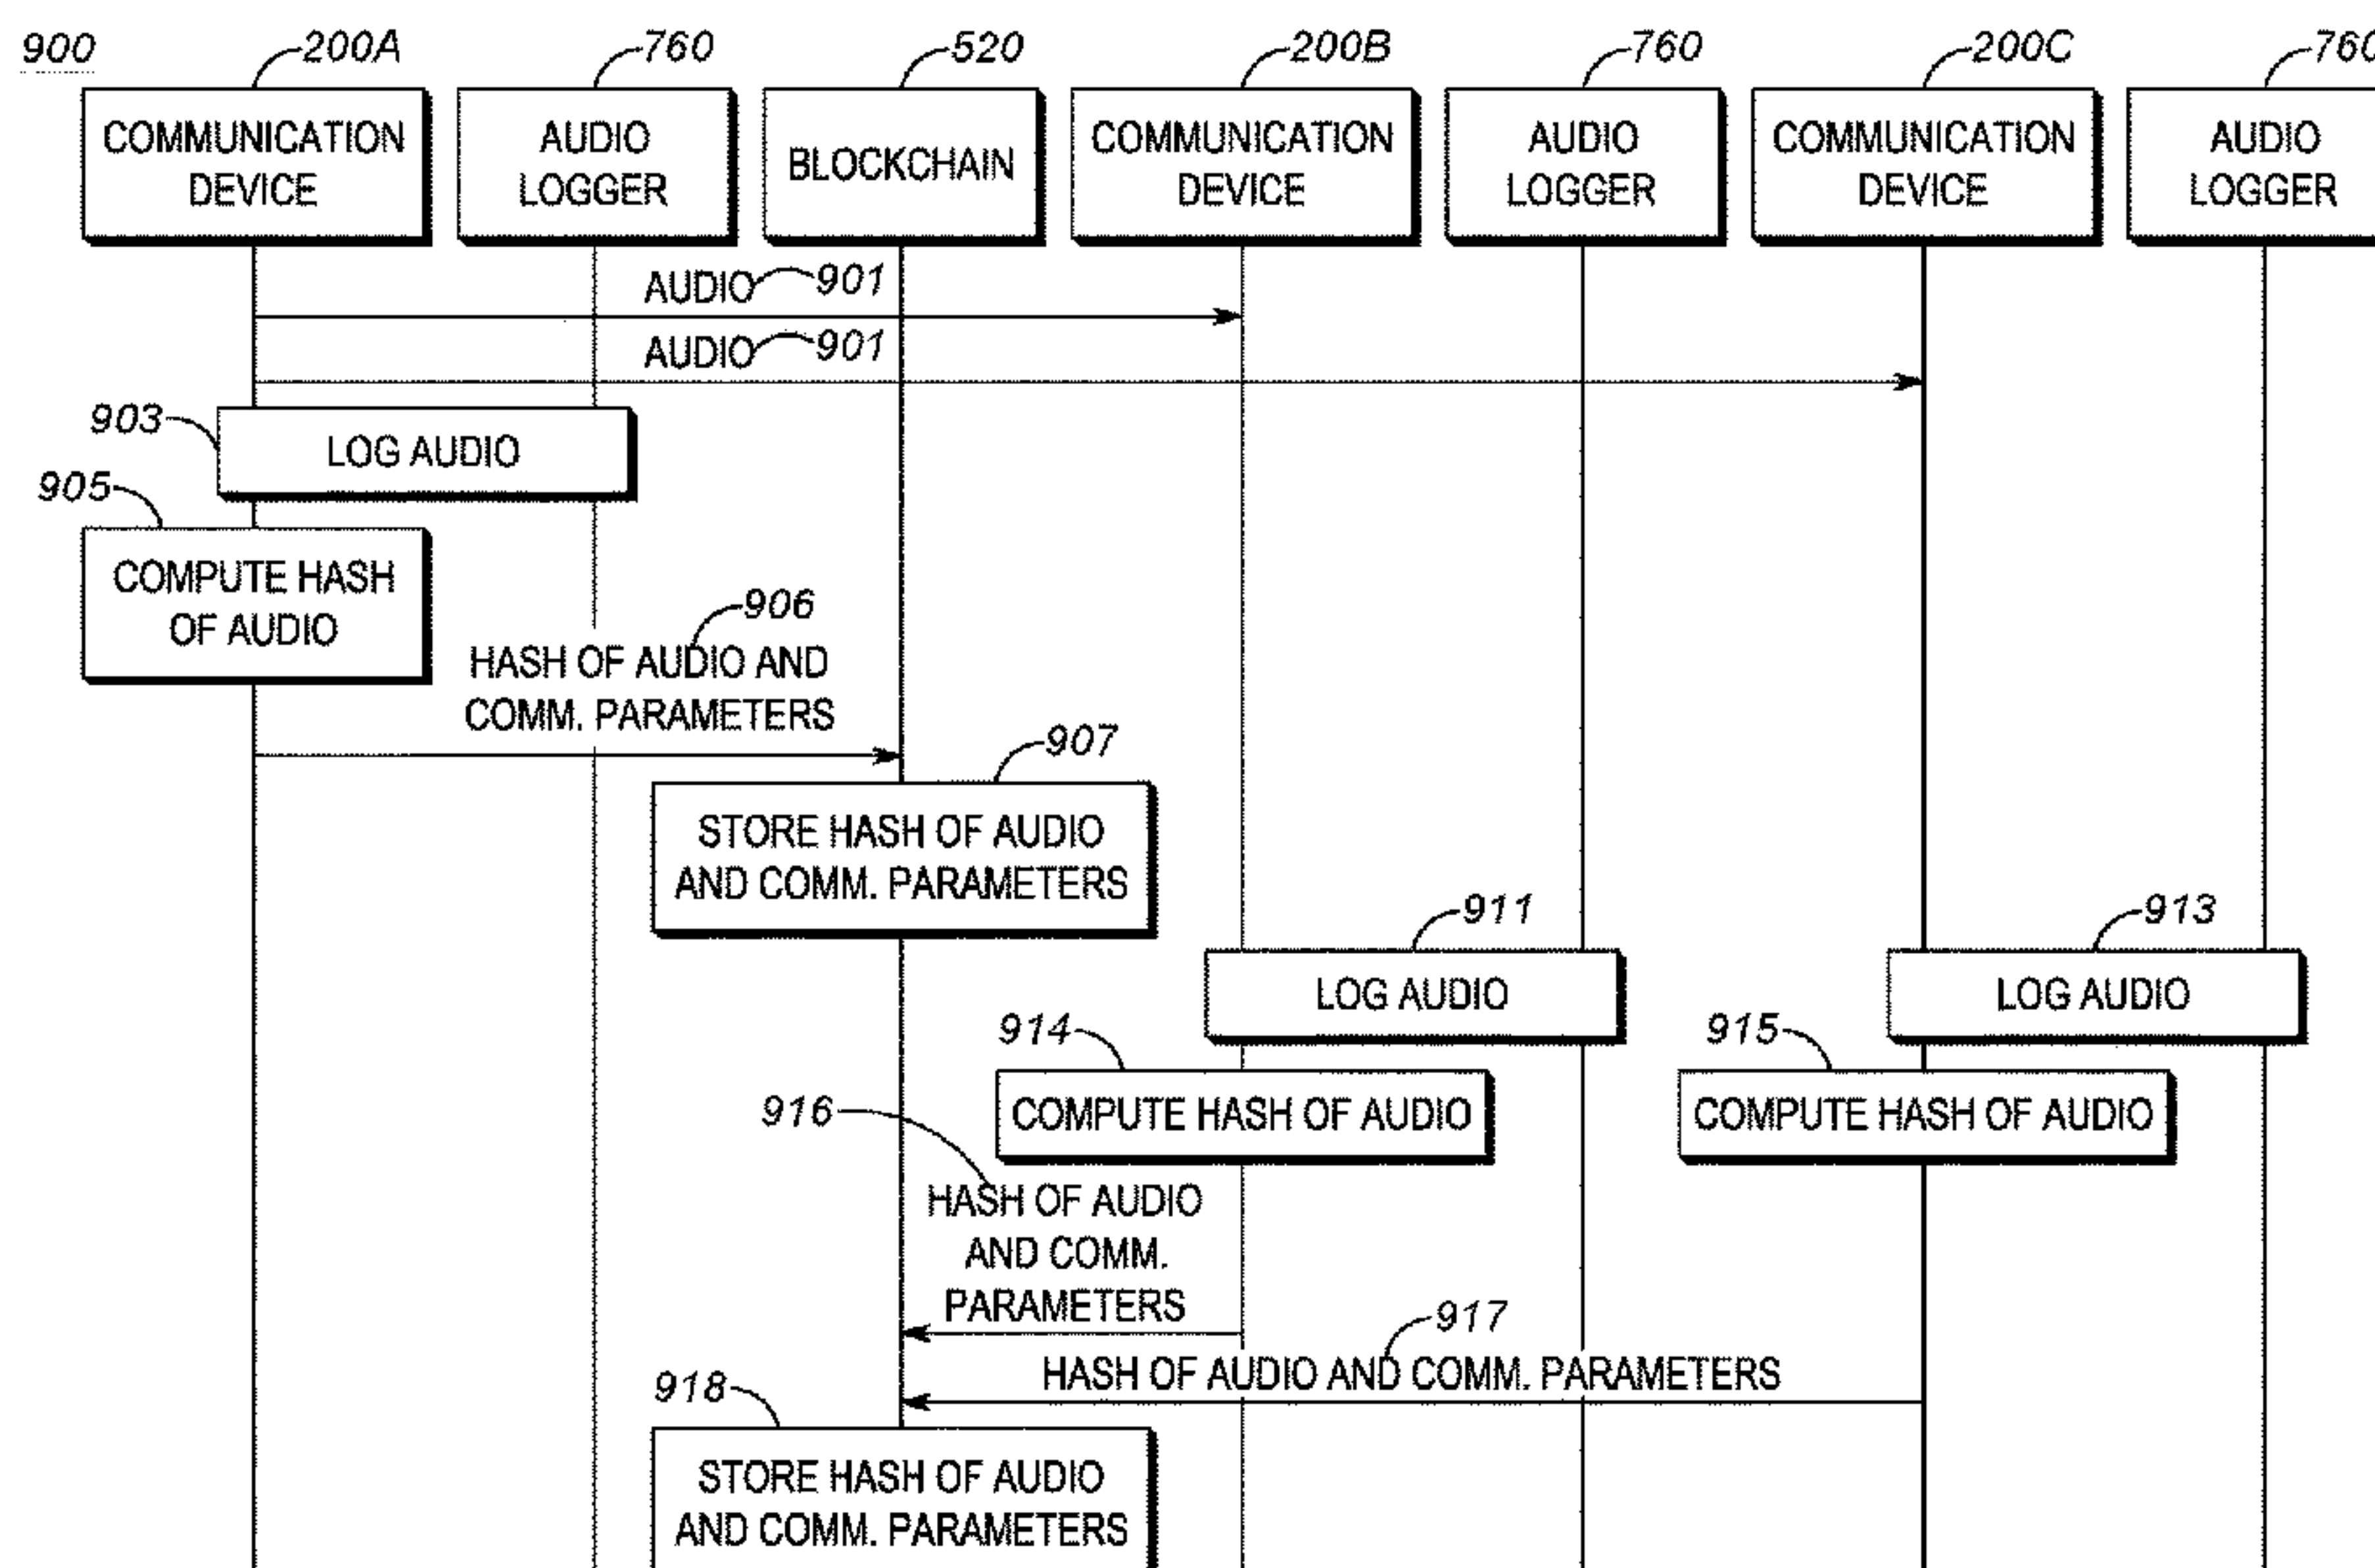 900
200A
760
520
200B
760
200C
760
COMMUNICATION
DEVICE
AUDIO
LOGGER
BLOCKCHAIN
COMMUNICATION
DEVICE
AUDIO
LOGGER
COMMUNICATION
DEVICE
AUDIO
LOGGER
AUDIO 901
AUDIO 901
903
LOG AUDIO
905
COMPUTE HASH
OF AUDIO
906
HASH OF AUDIO AND
COMM. PARAMETERS
907
STORE HASH OF AUDIO
AND COMM. PARAMETERS
911
LOG AUDIO
913
LOG AUDIO
914
COMPUTE HASH OF AUDIO
915
COMPUTE HASH OF AUDIO
916
HASH OF AUDIO
AND COMM.
PARAMETERS
917
HASH OF AUDIO AND COMM. PARAMETERS
918
STORE HASH OF AUDIO
AND COMM. PARAMETERS